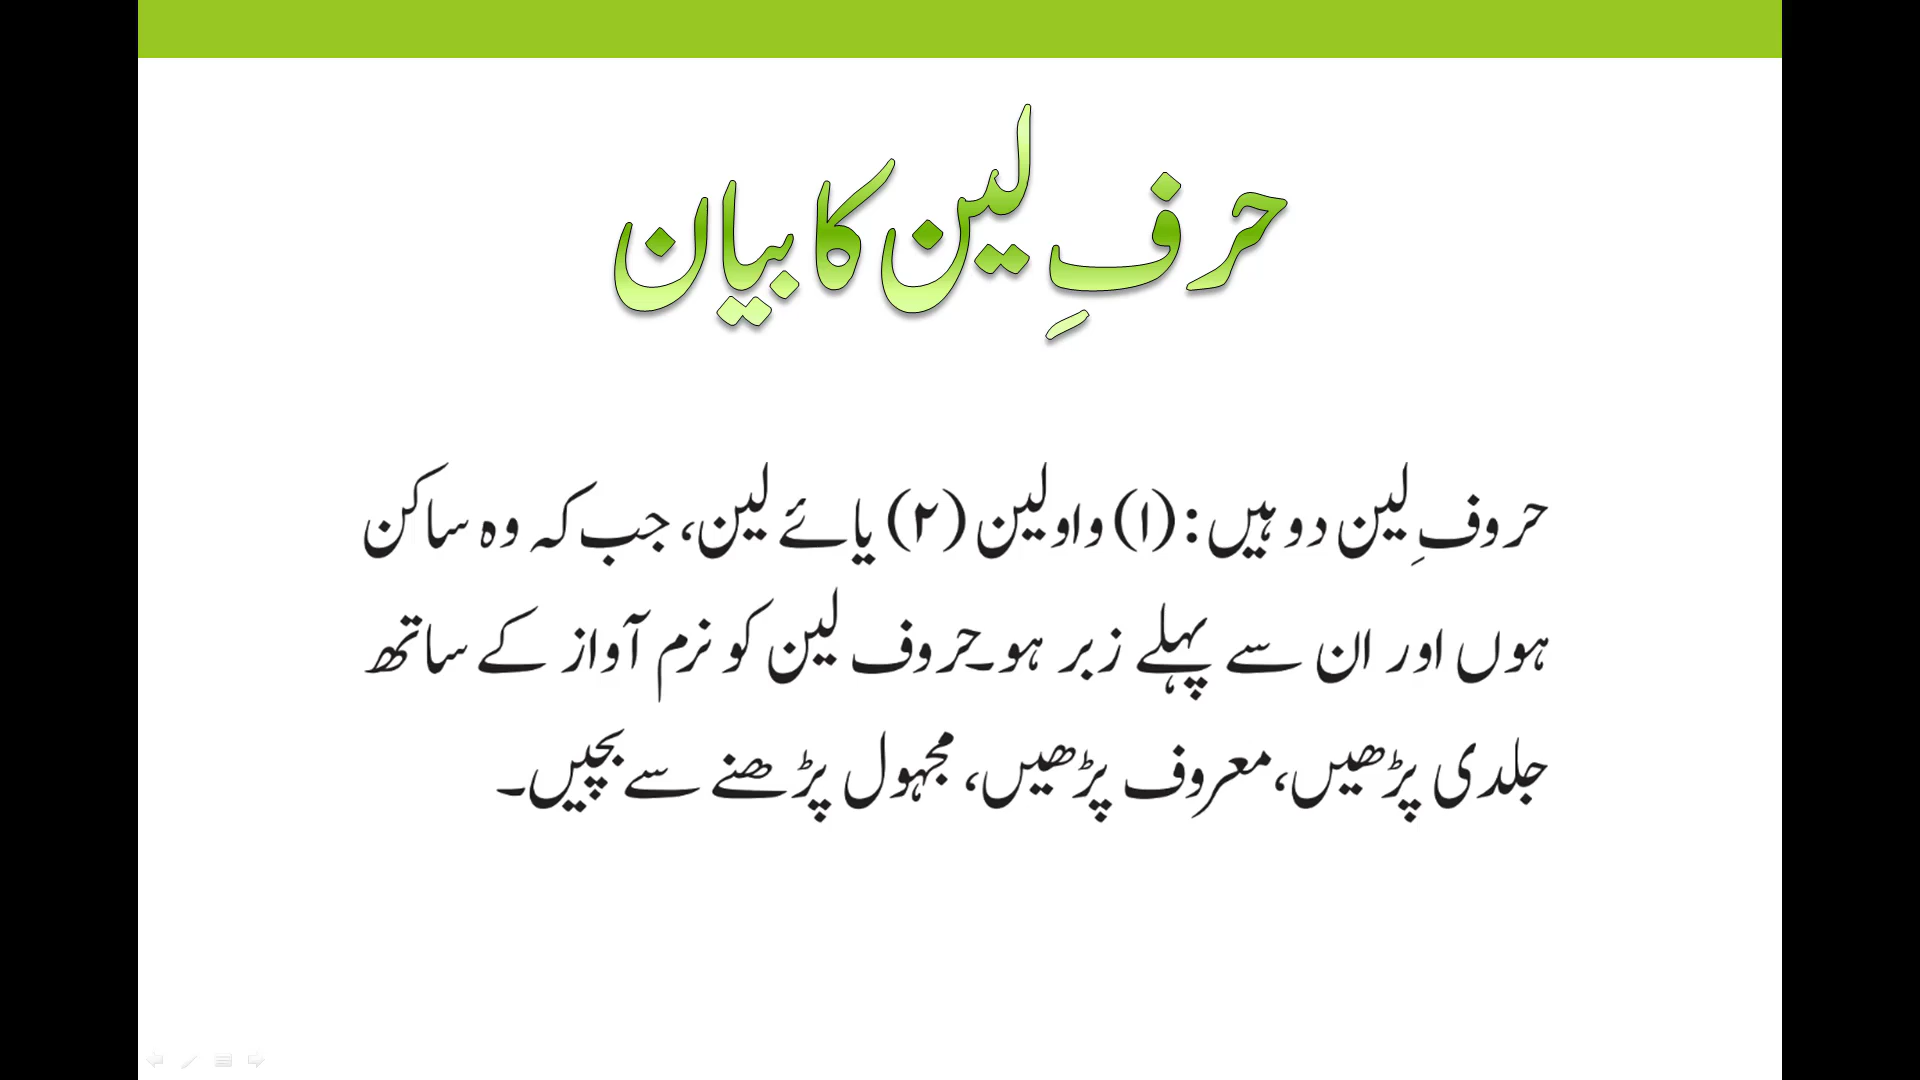 حرفِ لین کا بیان
حروفِ لین دو ہیں: (۱) واو لین (۲) یائے لین، جب کہ وہ ساکن
ہوں اور ان سے پہلے زبر ہو۔حروف لین کو نرم آواز کے ساتھ
جلدی پڑھیں،معروف پڑھیں، مجہول پڑھنے سے بچیں۔